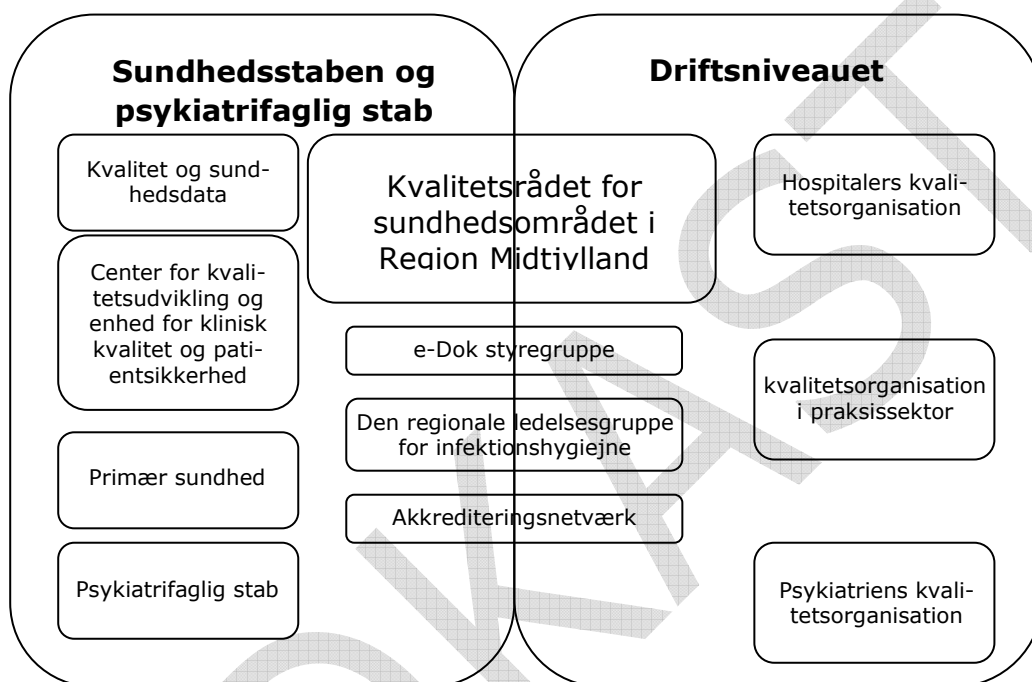 Sundhedsstaben og
psykiatrifaglig stab
Kvalitet og sund-
hedsdata
Center for kvali-
tetsudvikling og
enhed for klinisk
kvalitet og pati-
entsikkerhed
Primær sundhed
Psykiatrifaglig stab
Kvalitetsrådet for
sundhedsområdet i
Region Midtjylland
e-Dok styregruppe
Den regionale ledelsesgruppe
for infektionshygiejne
Akkrediteringsnetværk
Driftsniveauet
Hospitalers kvali-
tetsorganisation
kvalitetsorganisation
i praksissektor
Psykiatriens kvali-
tetsorganisation